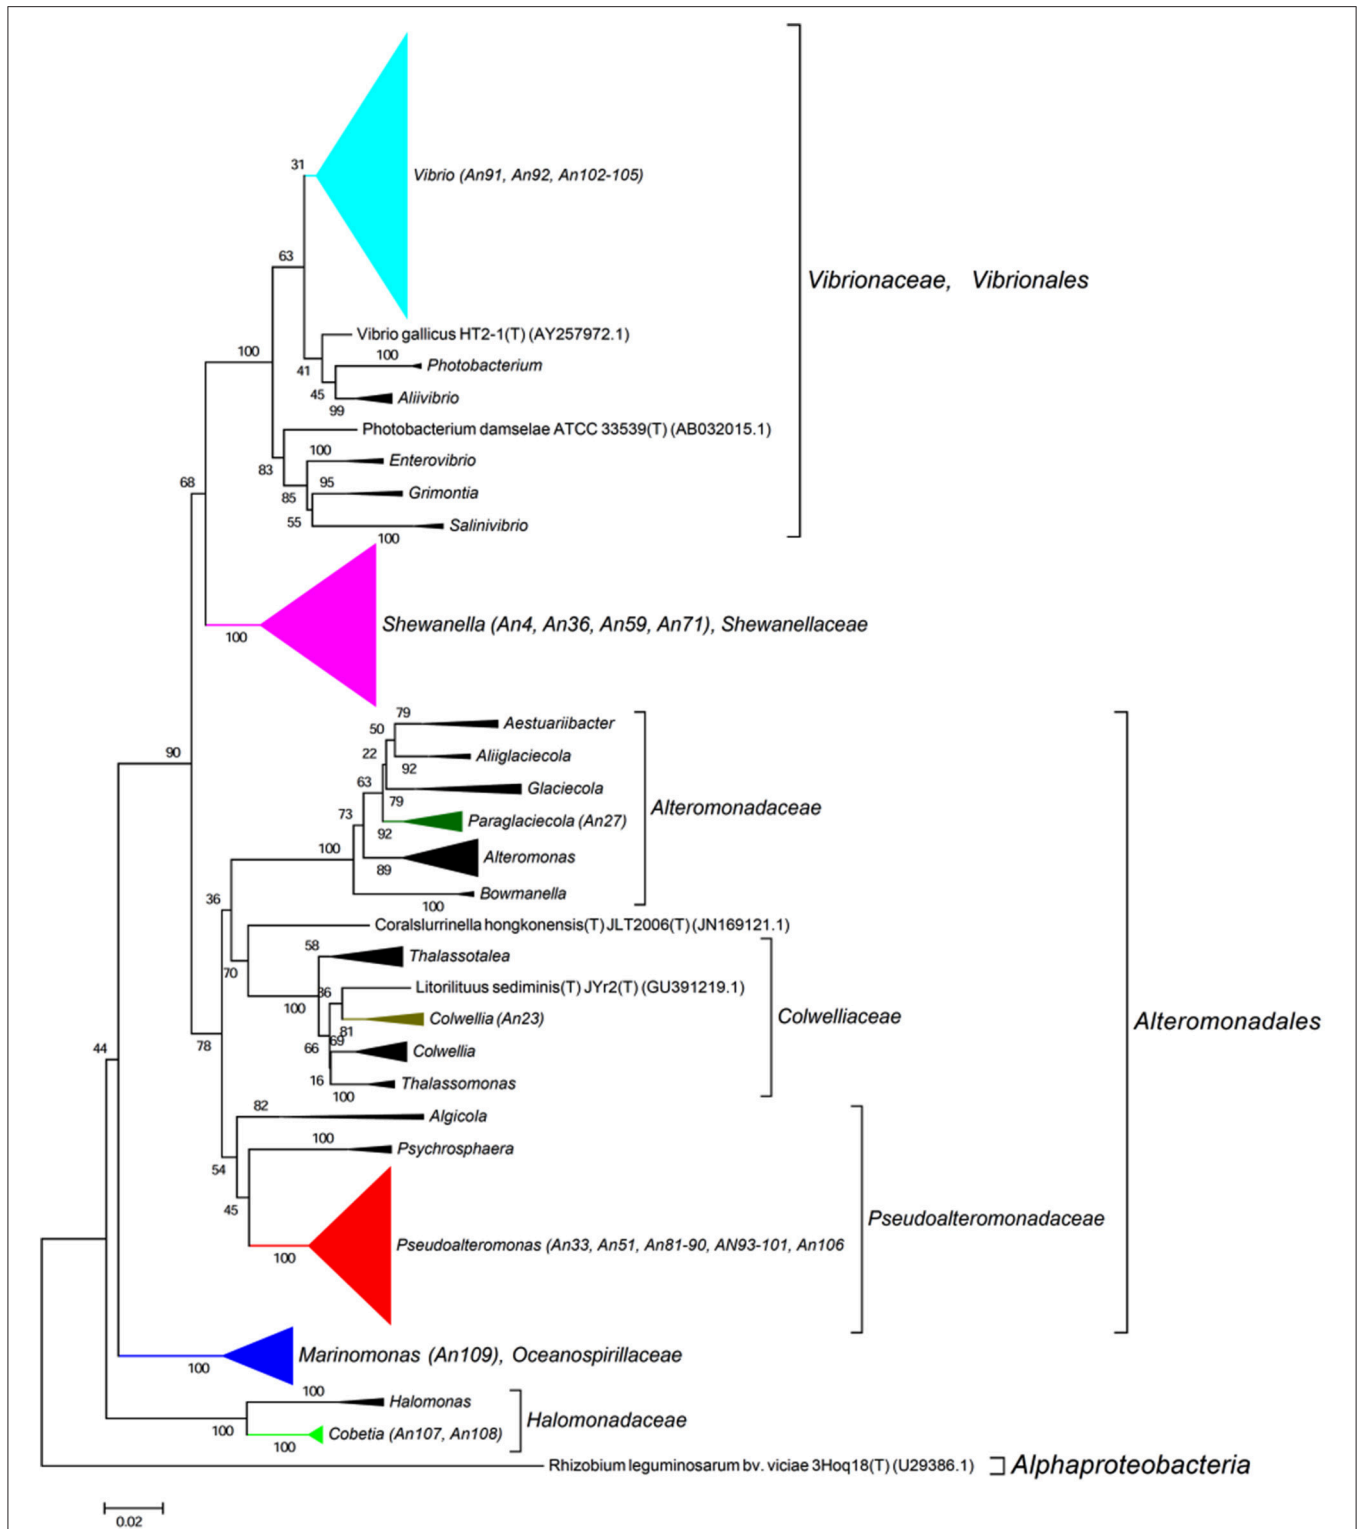 31
Vibrio (An91, An92, An102-105)
63
Vibrionaceae, Vibrionales
Vibrio gallicus HT2-1(T) (AY257972.1)
100
100
Photobacterium
41
45
Aliivibrio
99
Photobacterium damselae ATCC 33539(T) (AB032015.1)
100
Enterovibrio
83
95
Grimontia
85
68
55
Salinivibrio
100
Shewanella (An4, An36, An59, An71), Shewanellaceae
100
79
Aestuariibacter
50
22
Aliiglaciecola
90
92
63
Glaciecola
79
Alteromonadaceae
73
Paraglaciecola (An27)
92
100
Alteromonas
89
Bowmanella
36
100
Coralslurrinella hongkonensis(T) JLT2006(T) (JN169121.1)
58
Thalassotalea
70
Litorilituus sediminis(T) JYr2(T) (GU391219.1)
36
100
Colwelliaceae
Colwellia (An23)
Alteromonadales
81
69
44
78
66
Colwellia
16
Thalassomonas
100
82
Algicola
100
Psychrosphaera
54
45
Pseudoalteromonadaceae
Pseudoalteromonas (An33, An51, An81-90, AN93-101, An106
100
Marinomonas (An109), Oceanospirillaceae
100
100
Halomonas
Halomonadaceae
100
Cobetia (An107, An108)
100
Rhizobium leguminosarum bv. viciae 3Hoq18(T) (U29386.1)
Alphaproteobacteria
0.02